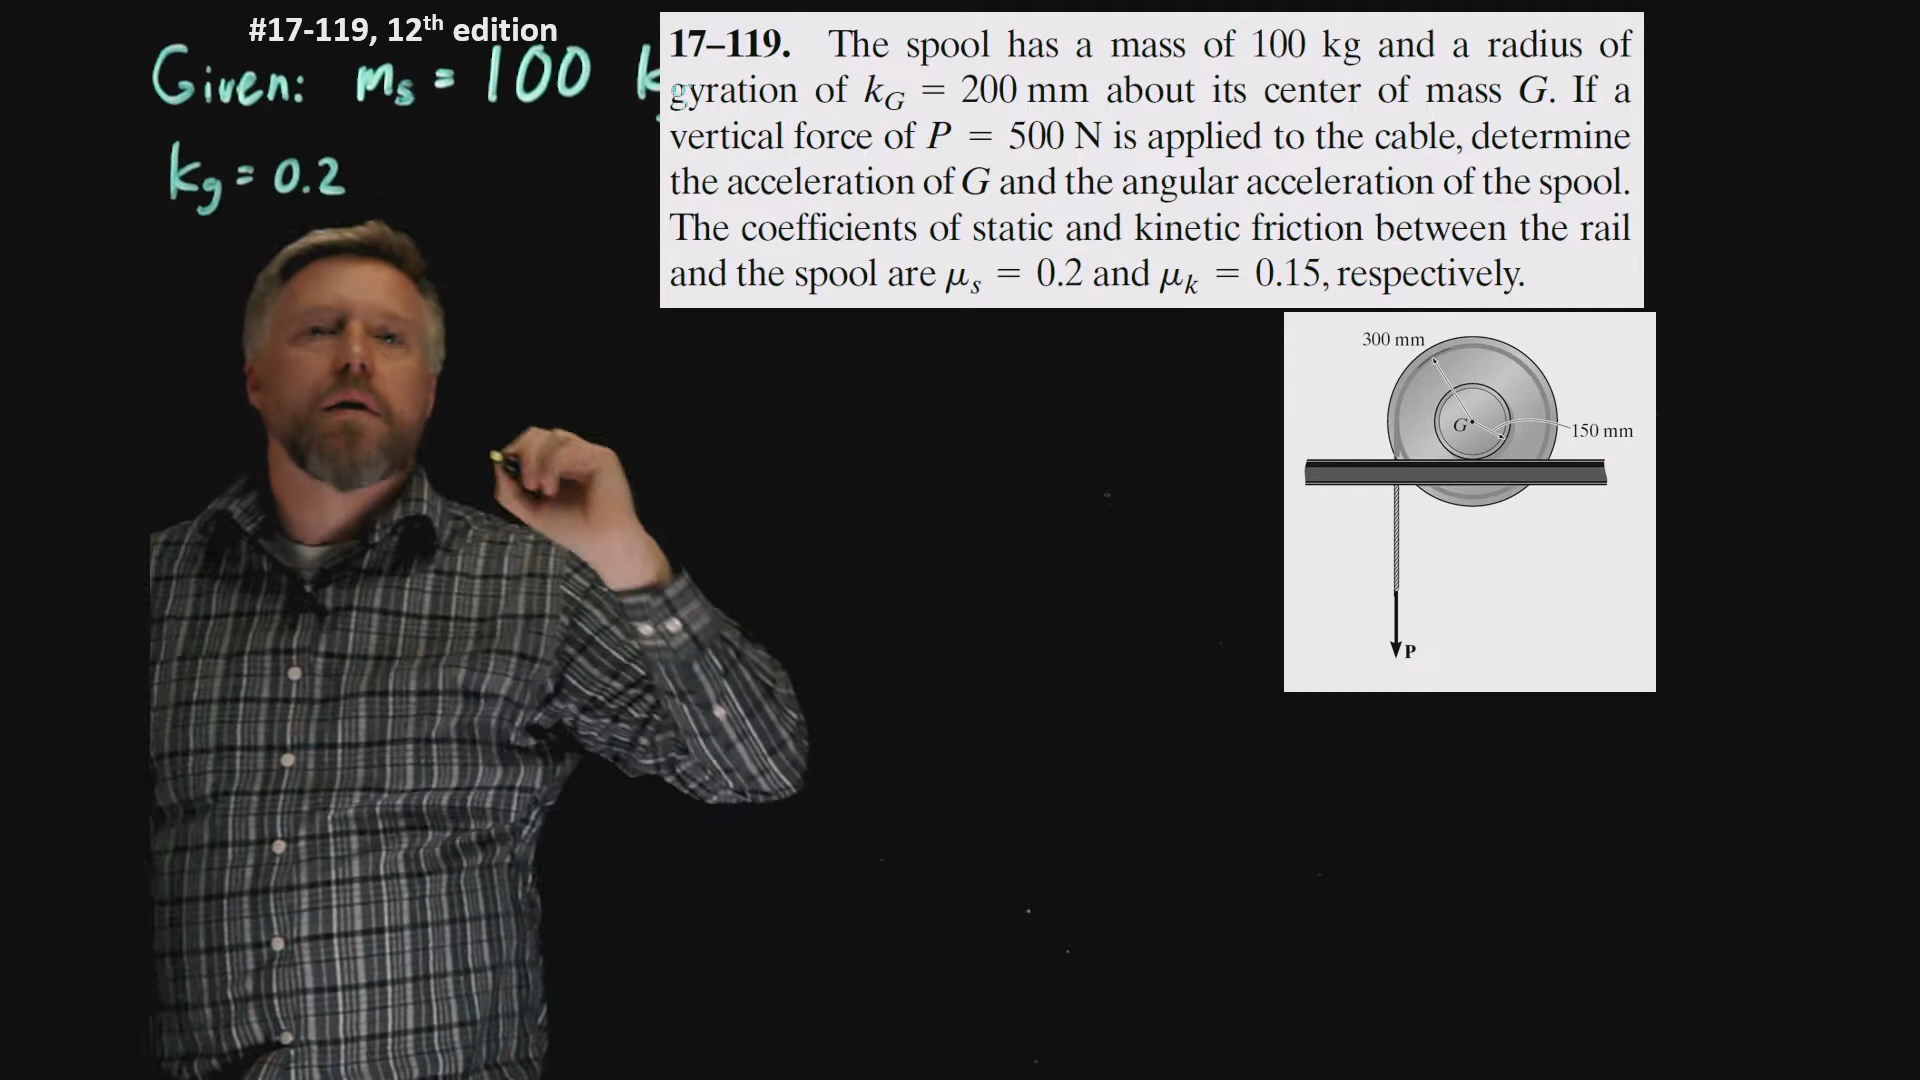 #17-119, 12th edition
Given: ms = 100
kg = 0.2
17–119. The spool has a mass of 100 kg and a radius of
gyration of kG = 200 mm about its center of mass G. If a
vertical force of P = 500 N is applied to the cable, determine
the acceleration of G and the angular acceleration of the spool.
The coefficients of static and kinetic friction between the rail
and the spool are μs = 0.2 and μk = 0.15, respectively.
300 mm
G
150 mm
P